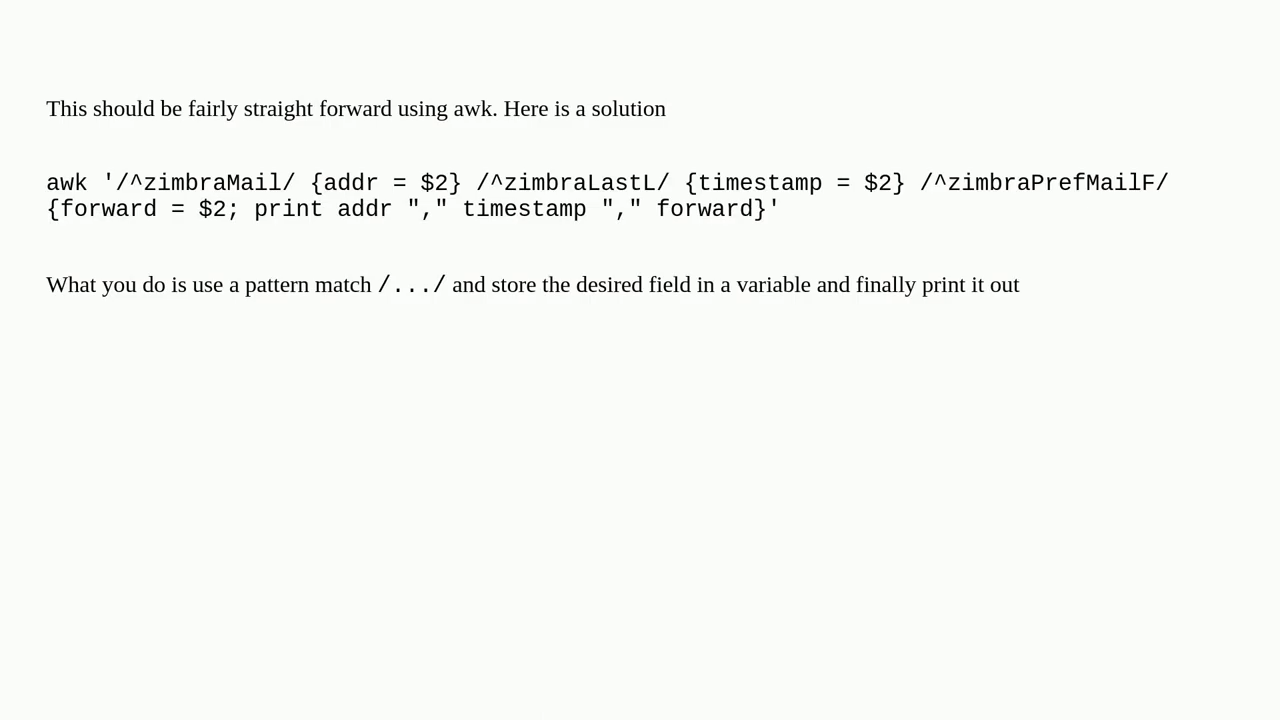 This should be fairly straight forward using awk. Here is a solution
awk '/^zimbraMail/ {addr = $2} /^zimbraLastL/ {timestamp = $2} /^zimbraPrefMailF/
{forward = $2; print addr "," timestamp "," forward}'
What you do is use a pattern match /.../ and store the desired field in a variable and finally print it out